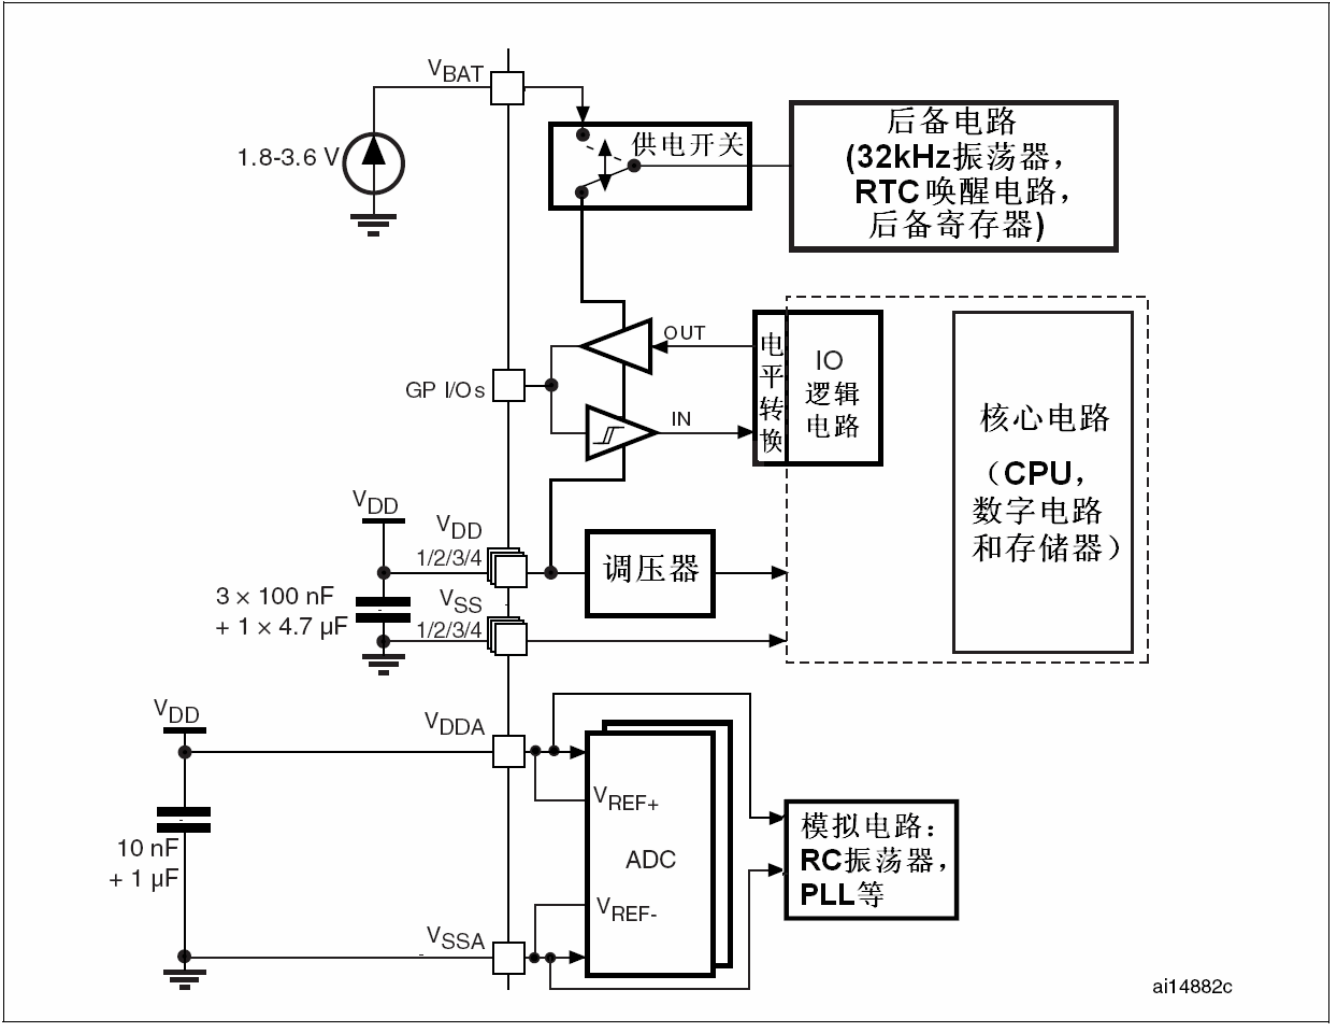 VBAT
1.8-3.6 V
供电开关
后备电路
(32kHz振荡器，
RTC唤醒电路，
后备寄存器)
OUT
GP I/Os
IN
电平转换
IO
逻辑
电路
核心电路
（CPU，
数字电路
和存储器）
VDD
VDD
1/2/3/4
调压器
3 × 100 nF
+ 1 × 4.7 µF
VSS
1/2/3/4
VDD
VDDA
10 nF
+ 1 µF
VREF+
ADC
VREF-
VSSA
模拟电路：
RC振荡器，
PLL等
ai14882c